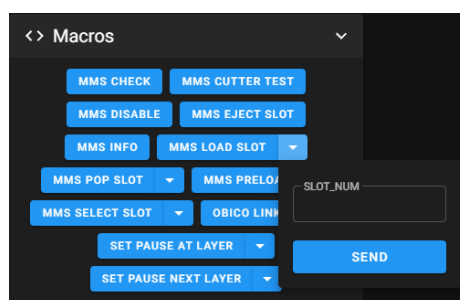 <> Macros
MMS CHECK MMS CUTTER TEST
MMS DISABLE MMS EJECT SLOT
MMS INFO MMS LOAD SLOT
MMS POP SLOT MMS PRELOA
SLOT_NUM
MMS SELECT SLOT OBICO LINK
SET PAUSE AT LAYER
SEND
SET PAUSE NEXT LAYER